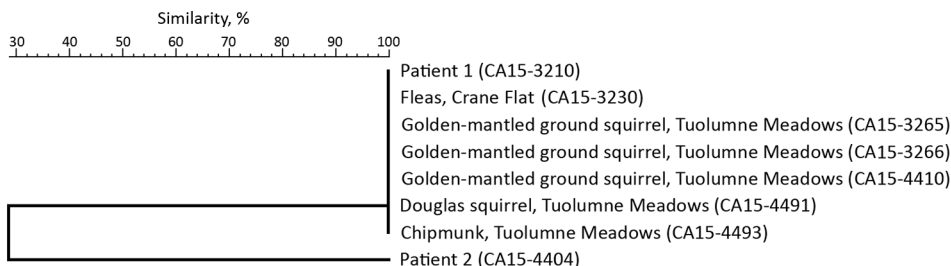 Similarity, %
30 40 50 60 70 80 90 100
Patient 1 (CA15-3210)
Fleas, Crane Flat (CA15-3230)
Golden-mantled ground squirrel, Tuolumne Meadows (CA15-3265)
Golden-mantled ground squirrel, Tuolumne Meadows (CA15-3266)
Golden-mantled ground squirrel, Tuolumne Meadows (CA15-4410)
Douglas squirrel, Tuolumne Meadows (CA15-4491)
Chipmunk, Tuolumne Meadows (CA15-4493)
Patient 2 (CA15-4404)